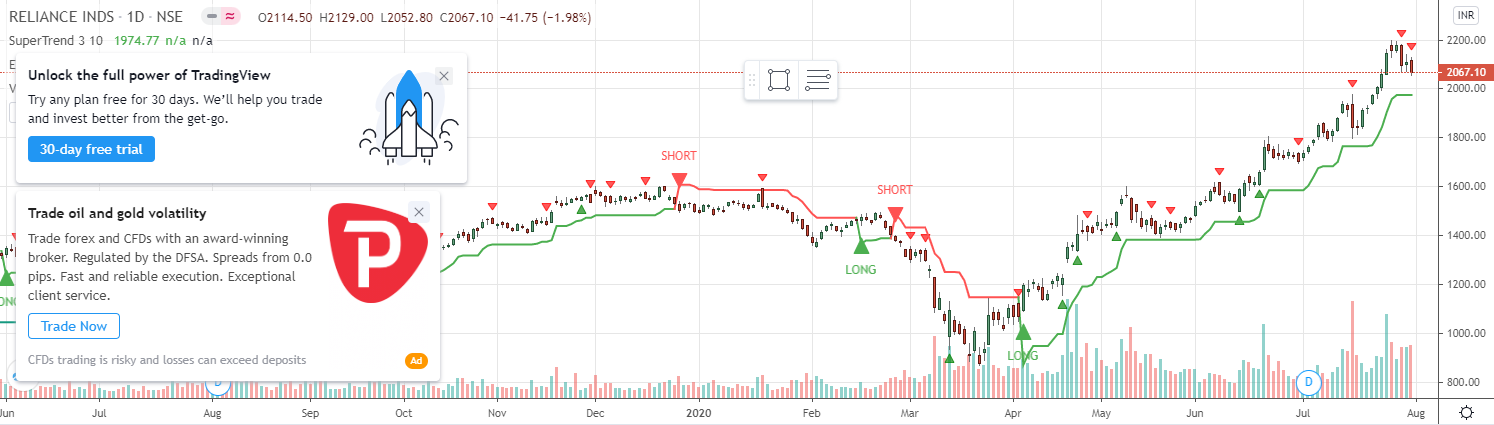 RELIANCE INDS · 1D · NSE O2114.50 H2129.00 L2052.80 C2067.10 −41.75 (−1.98%)
INR
SuperTrend 3 10 1974.77 n/a n/a
E
V
Unlock the full power of TradingView
Try any plan free for 30 days. We'll help you trade
and invest better from the get-go.
30-day free trial
Trade oil and gold volatility
Trade forex and CFDs with an award-winning
broker. Regulated by the DFSA. Spreads from 0.0
pips. Fast and reliable execution. Exceptional
client service.
Trade Now
CFDs trading is risky and losses can exceed deposits
Ad
P
SHORT
LONG
SHORT
LONG
D
D
2200.00
2067.10
2000.00
1800.00
1600.00
1400.00
1200.00
1000.00
800.00
Jun Jul Aug Sep Oct Nov Dec 2020 Feb Mar Apr May Jun Jul Aug